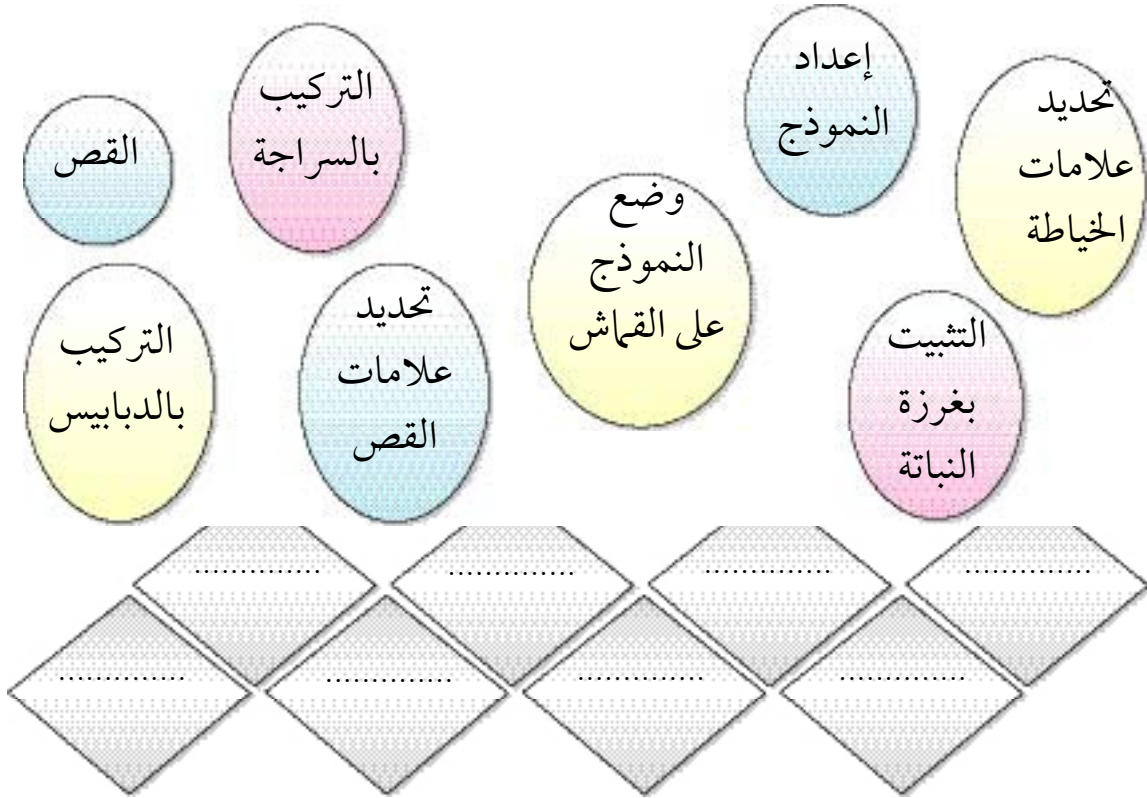 إعداد
النموذج
تحديد
علامات
الخياطة
التركيب
بالسراجة
القص
وضع
النموذج
على القماش
التثبيت
بغرزة
النباتة
تحديد
علامات
القص
التركيب
بالدبابيس
..............
..............
..............
..............
..............
..............
..............
..............